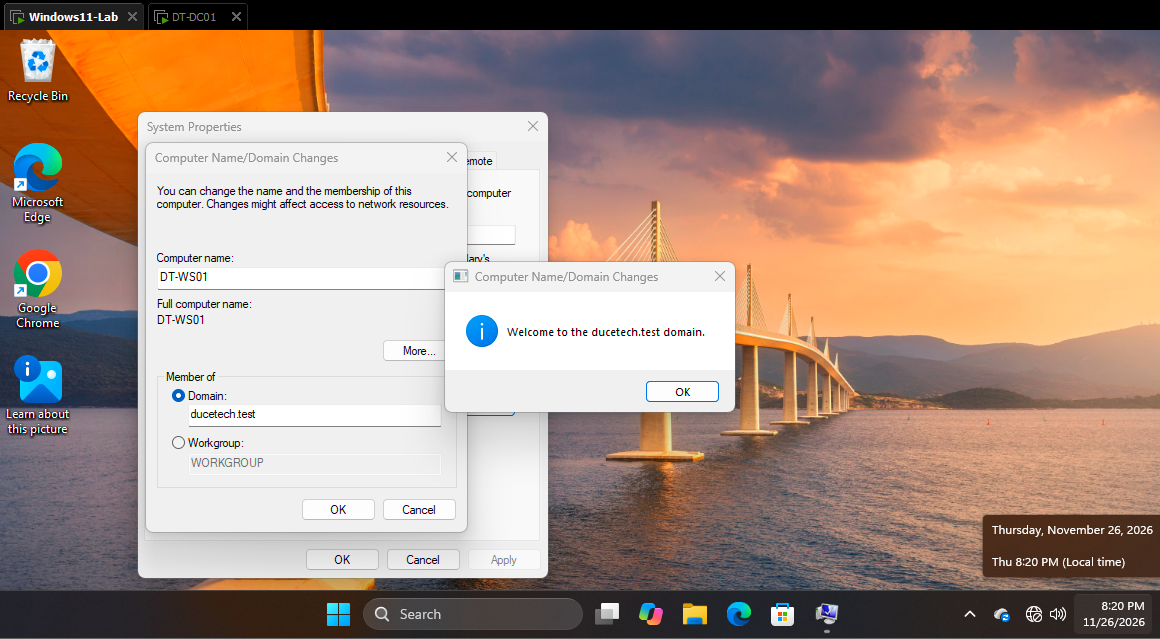 Windows11-Lab
DT-DC01
Recycle Bin
Microsoft
Edge
Google
Chrome
Learn about
this picture
System Properties
emote
computer
ary's
Computer Name/Domain Changes
You can change the name and the membership of this
computer. Changes might affect access to network resources.
Computer name:
DT-WS01
Full computer name:
DT-WS01
More...
Member of
Domain:
ducetech.test
Workgroup:
WORKGROUP
OK Cancel
OK Cancel Apply
Computer Name/Domain Changes
Welcome to the ducetech.test domain.
OK
Thursday, November 26, 2026
Thu 8:20 PM (Local time)
Search
8:20 PM
11/26/2026